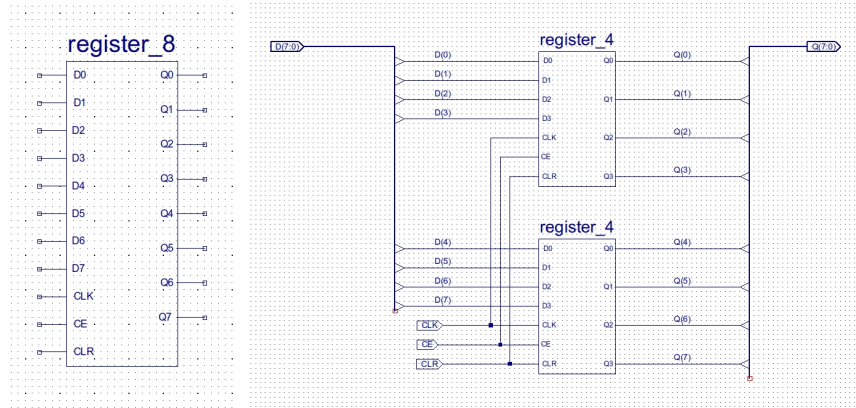 register_8
D0 Q0
D1 Q1
D2 Q2
D3 Q3
D4 Q4
D5 Q5
D6 Q6
D7 Q7
CLK
CE
CLR
D(7:0) Q(7:0)
register_4
D(0) D0 Q0 Q(0)
D(1) D1
D(2) D2 Q1 Q(1)
D(3) D3
CLK Q2 Q(2)
CE
CLR Q3 Q(3)
register_4
D(4) D0 Q0 Q(4)
D(5) D1
D(6) D2 Q1 Q(5)
D(7) D3
CLK CLK Q2 Q(6)
CE CE
CLR CLR Q3 Q(7)